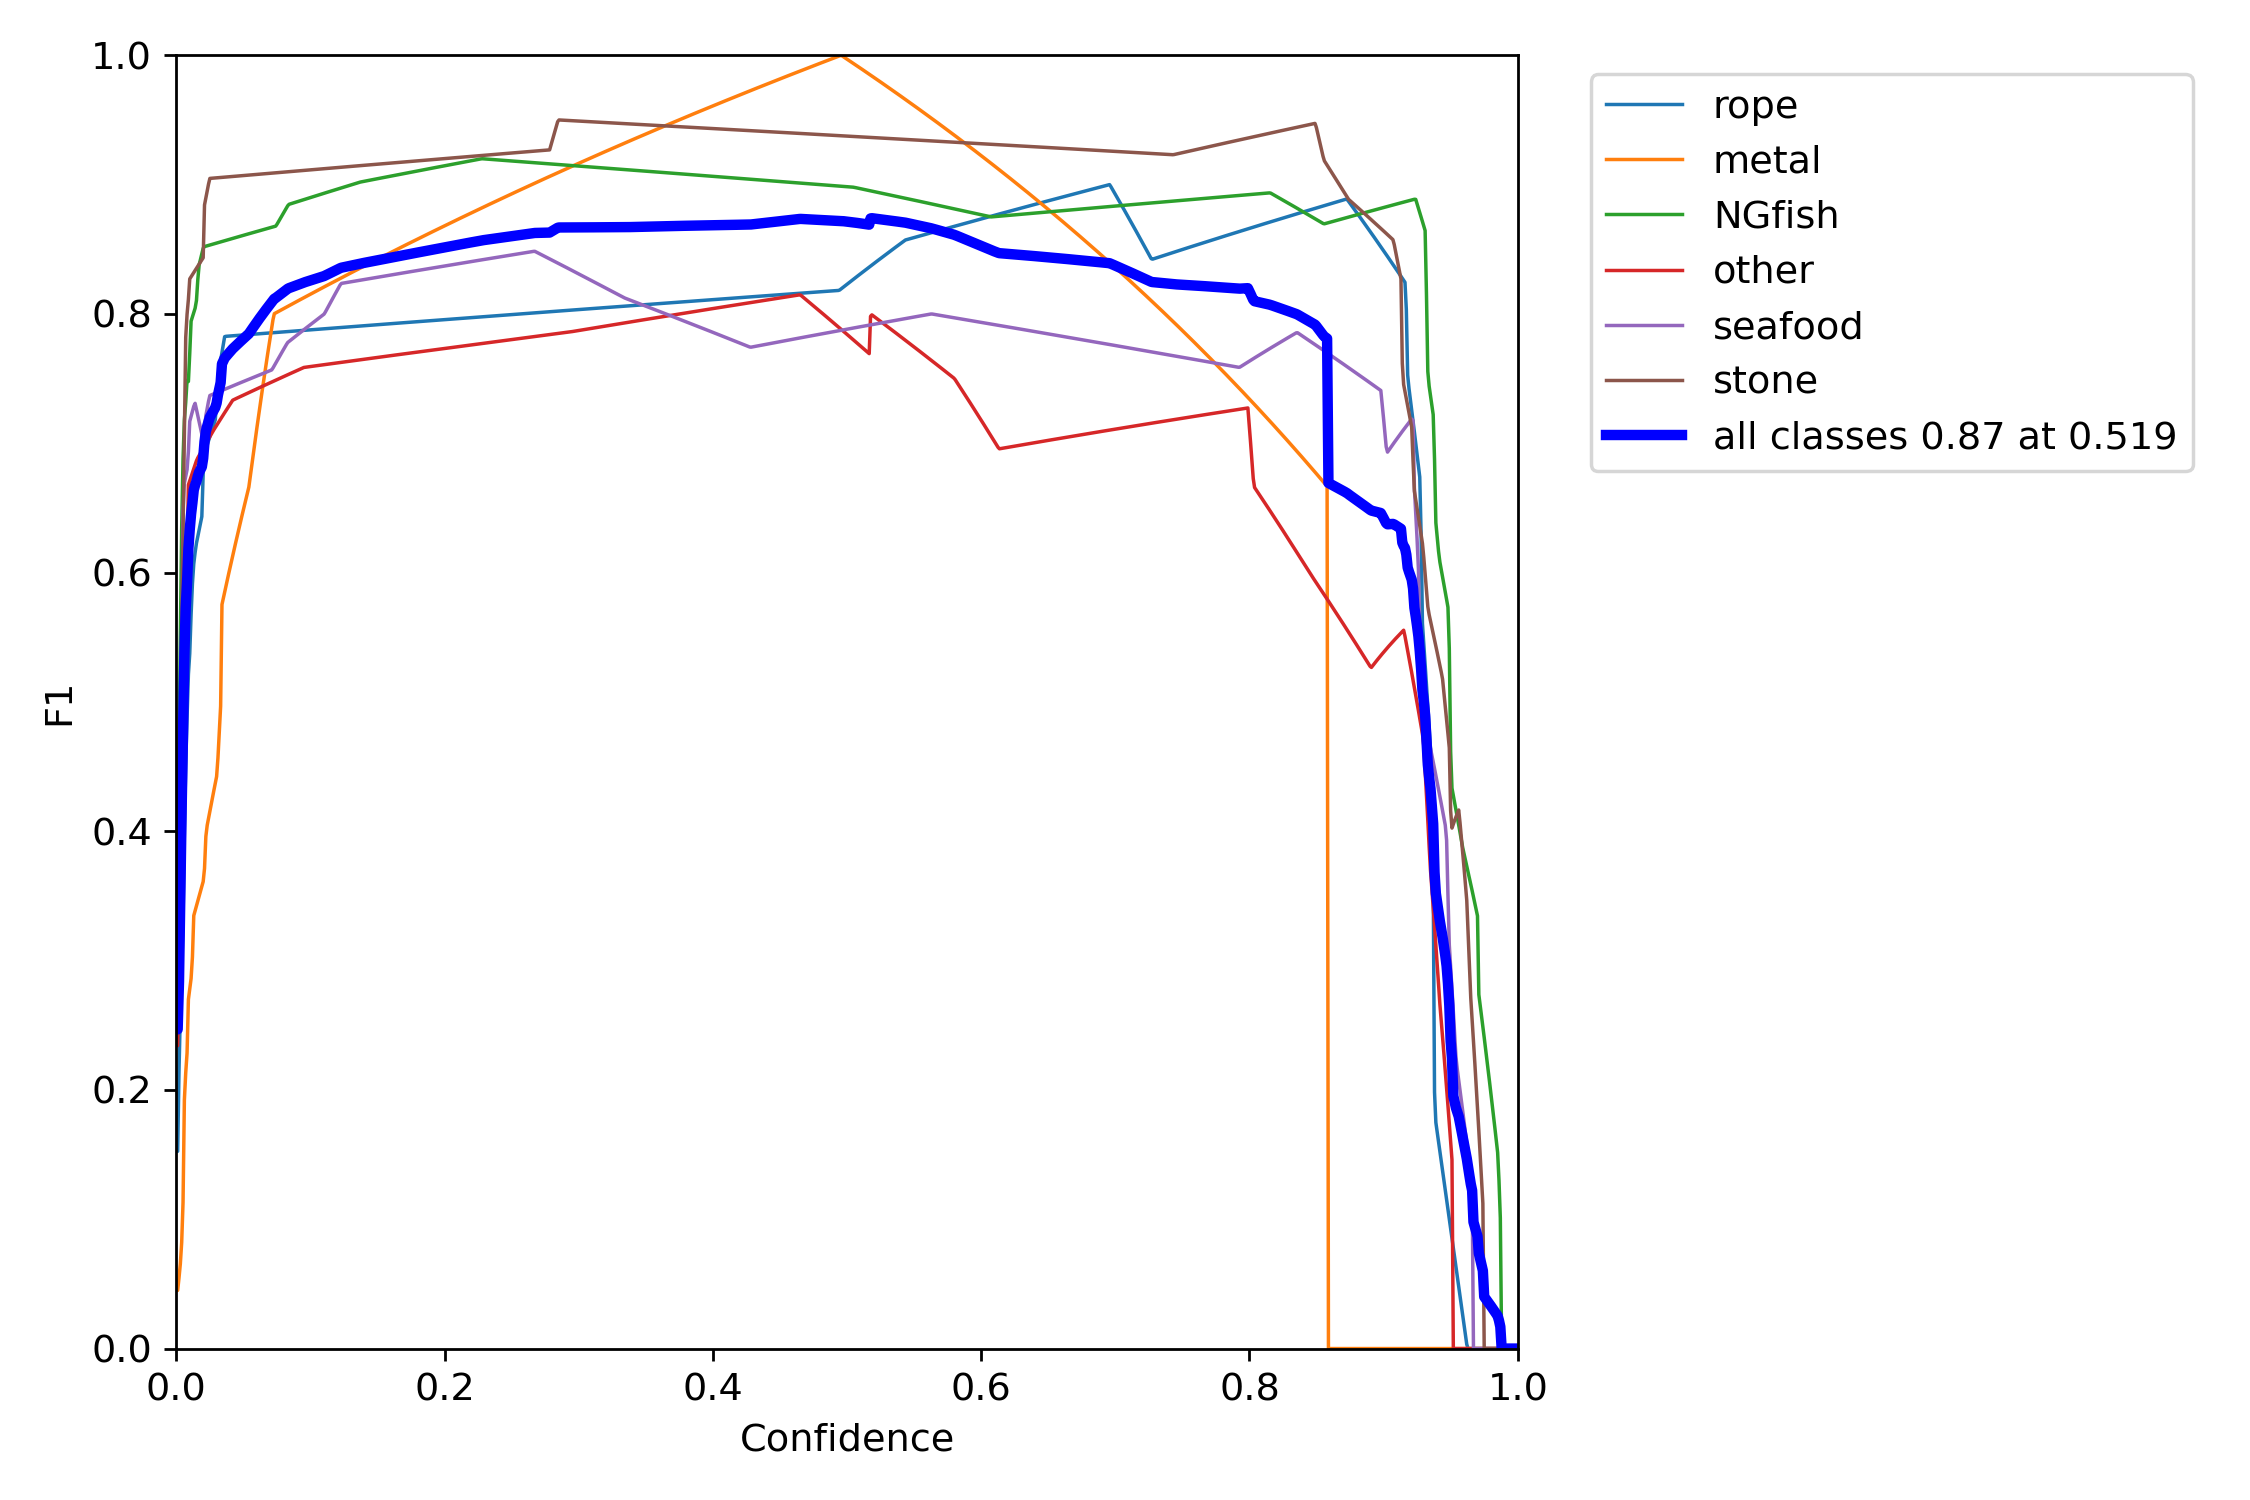 1.0
0.8
0.6
0.4
0.2
0.0
F1
0.0 0.2 0.4 0.6 0.8 1.0
Confidence
rope
metal
NGfish
other
seafood
stone
all classes 0.87 at 0.519